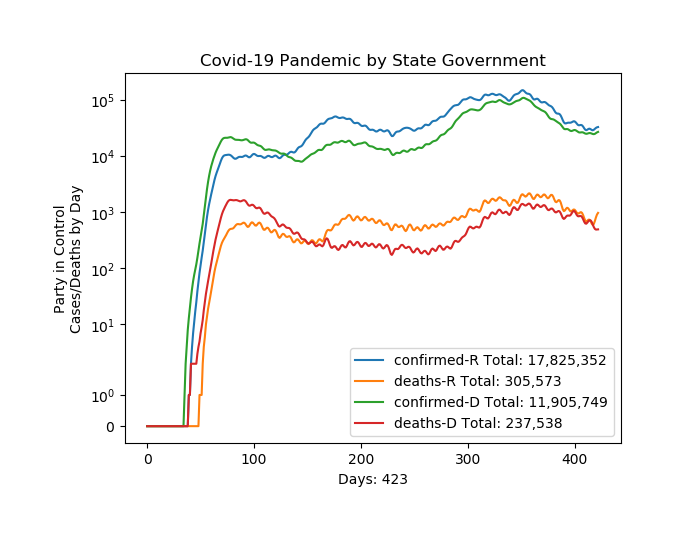 Covid-19 Pandemic by State Government
Party in Control
Cases/Deaths by Day
10^5
10^4
10^3
10^2
10^1
10^0
0
confirmed-R Total: 17,825,352
deaths-R Total: 305,573
confirmed-D Total: 11,905,749
deaths-D Total: 237,538
0 100 200 300 400
Days: 423